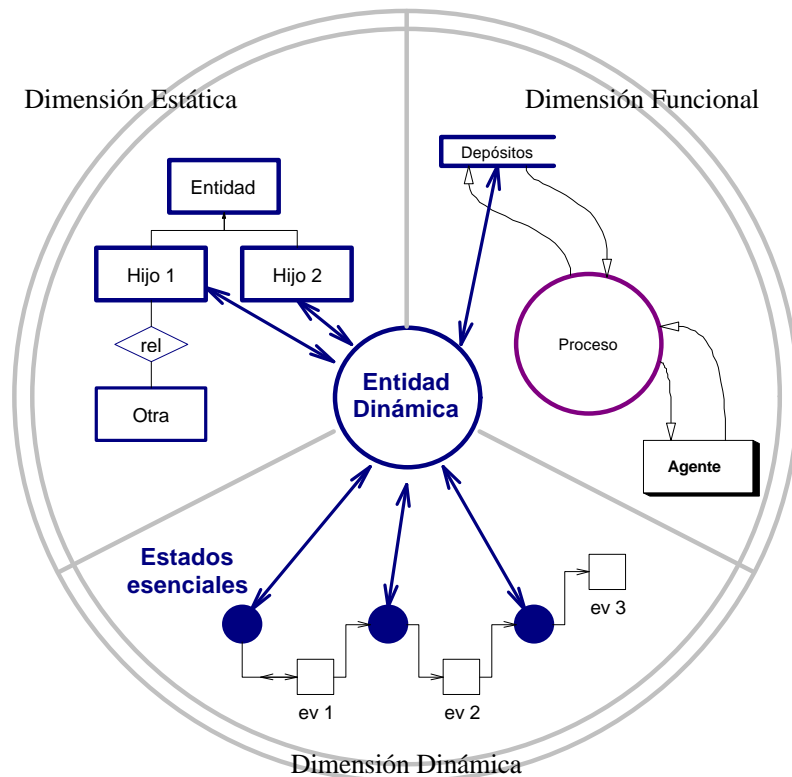 Dimensión Estática
Dimensión Funcional
Depósitos
Entidad
Hijo 1
Hijo 2
rel
Otra
Proceso
Entidad
Dinámica
Agente
Estados
esenciales
ev 3
ev 1
ev 2
Dimensión Dinámica